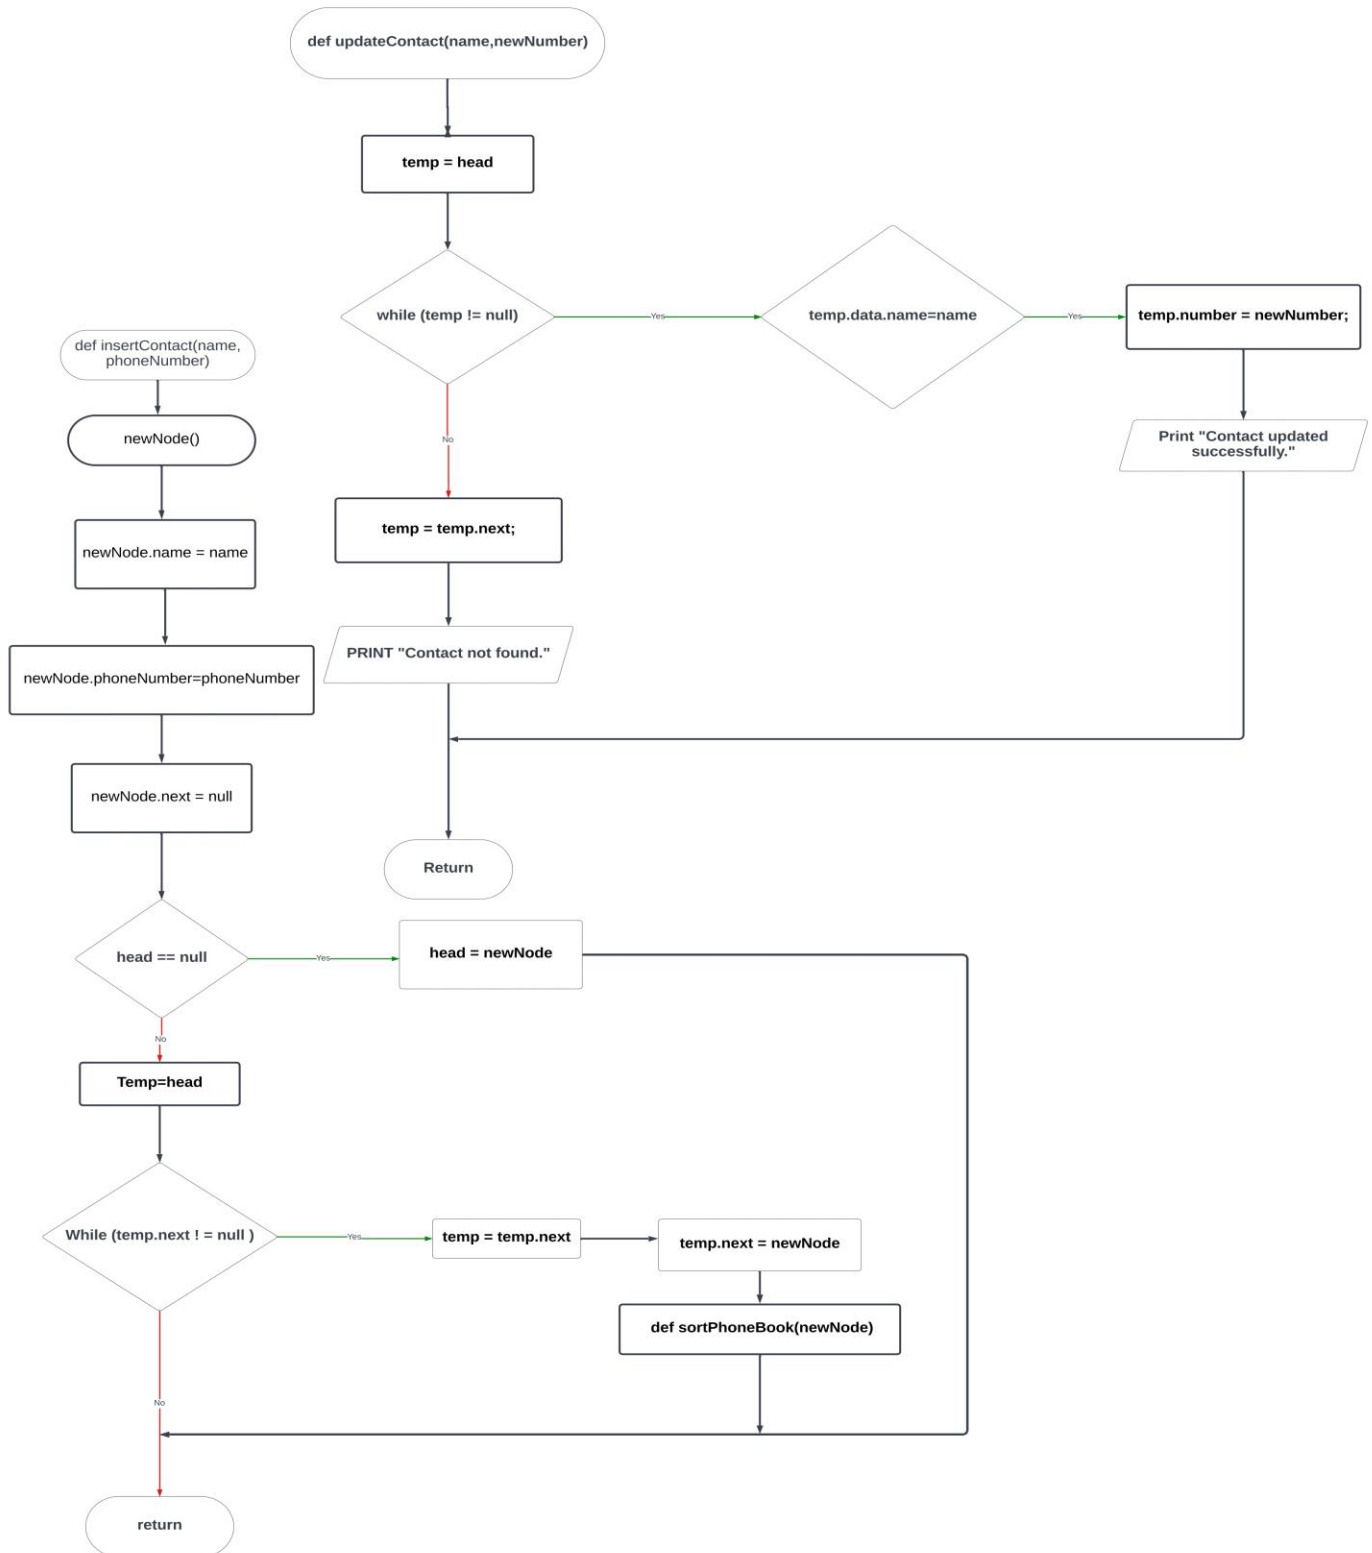 def updateContact(name,newNumber)
temp = head
while (temp != null)
Yes
temp.data.name=name
Yes
temp.number = newNumber;
Print "Contact updated
successfully."
No
temp = temp.next;
PRINT "Contact not found."
Return
def insertContact(name,
phoneNumber)
newNode()
newNode.name = name
newNode.phoneNumber=phoneNumber
newNode.next = null
head == null
Yes
head = newNode
No
Temp=head
While (temp.next ! = null )
Yes
temp = temp.next
temp.next = newNode
def sortPhoneBook(newNode)
No
return